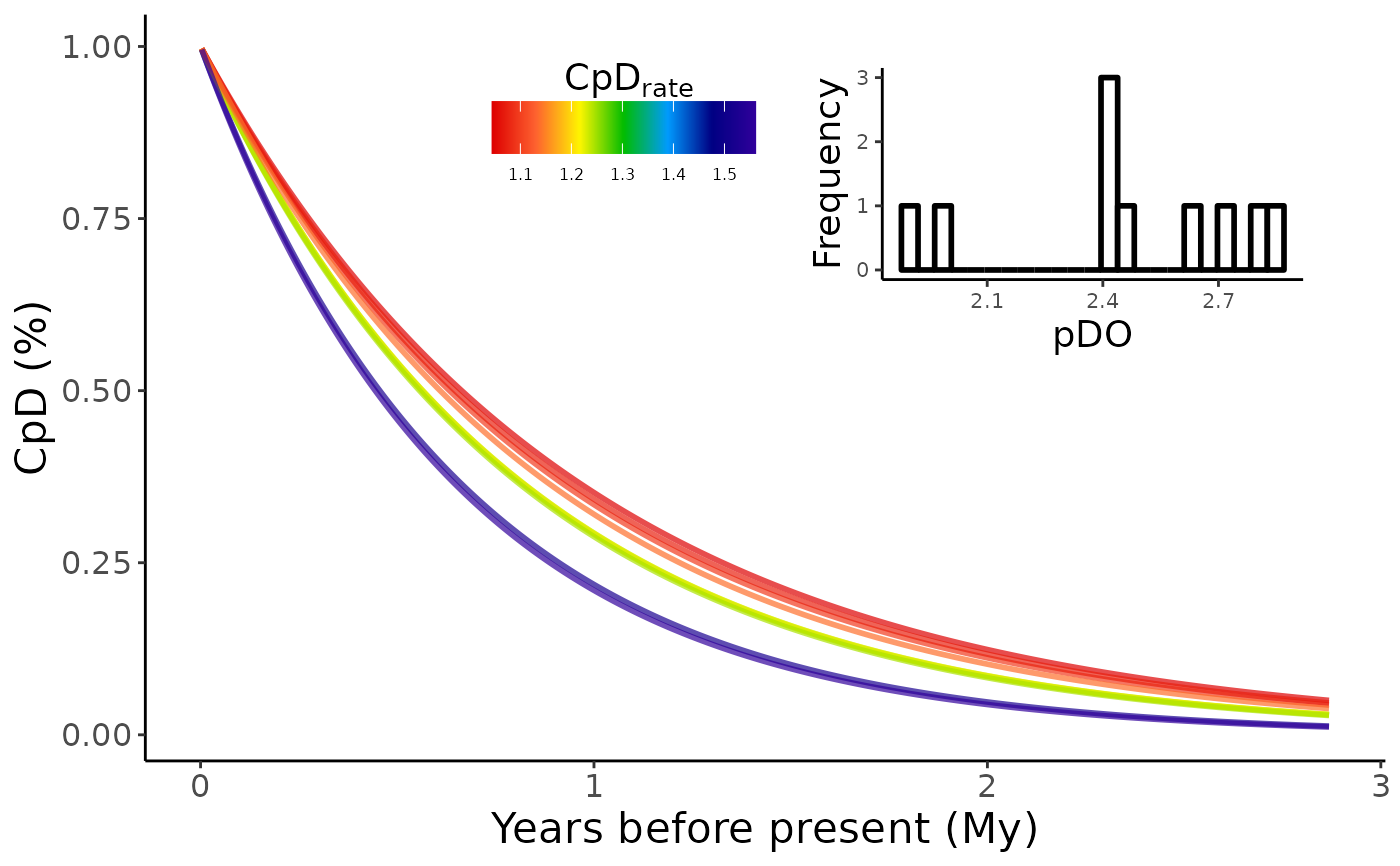 1.00
0.75
0.50
0.25
0.00
CpD (%)
0
1
2
3
Years before present (My)
CpDrate
1.1 1.2 1.3 1.4 1.5
Frequency
3
2
1
0
2.1 2.4 2.7
pDO